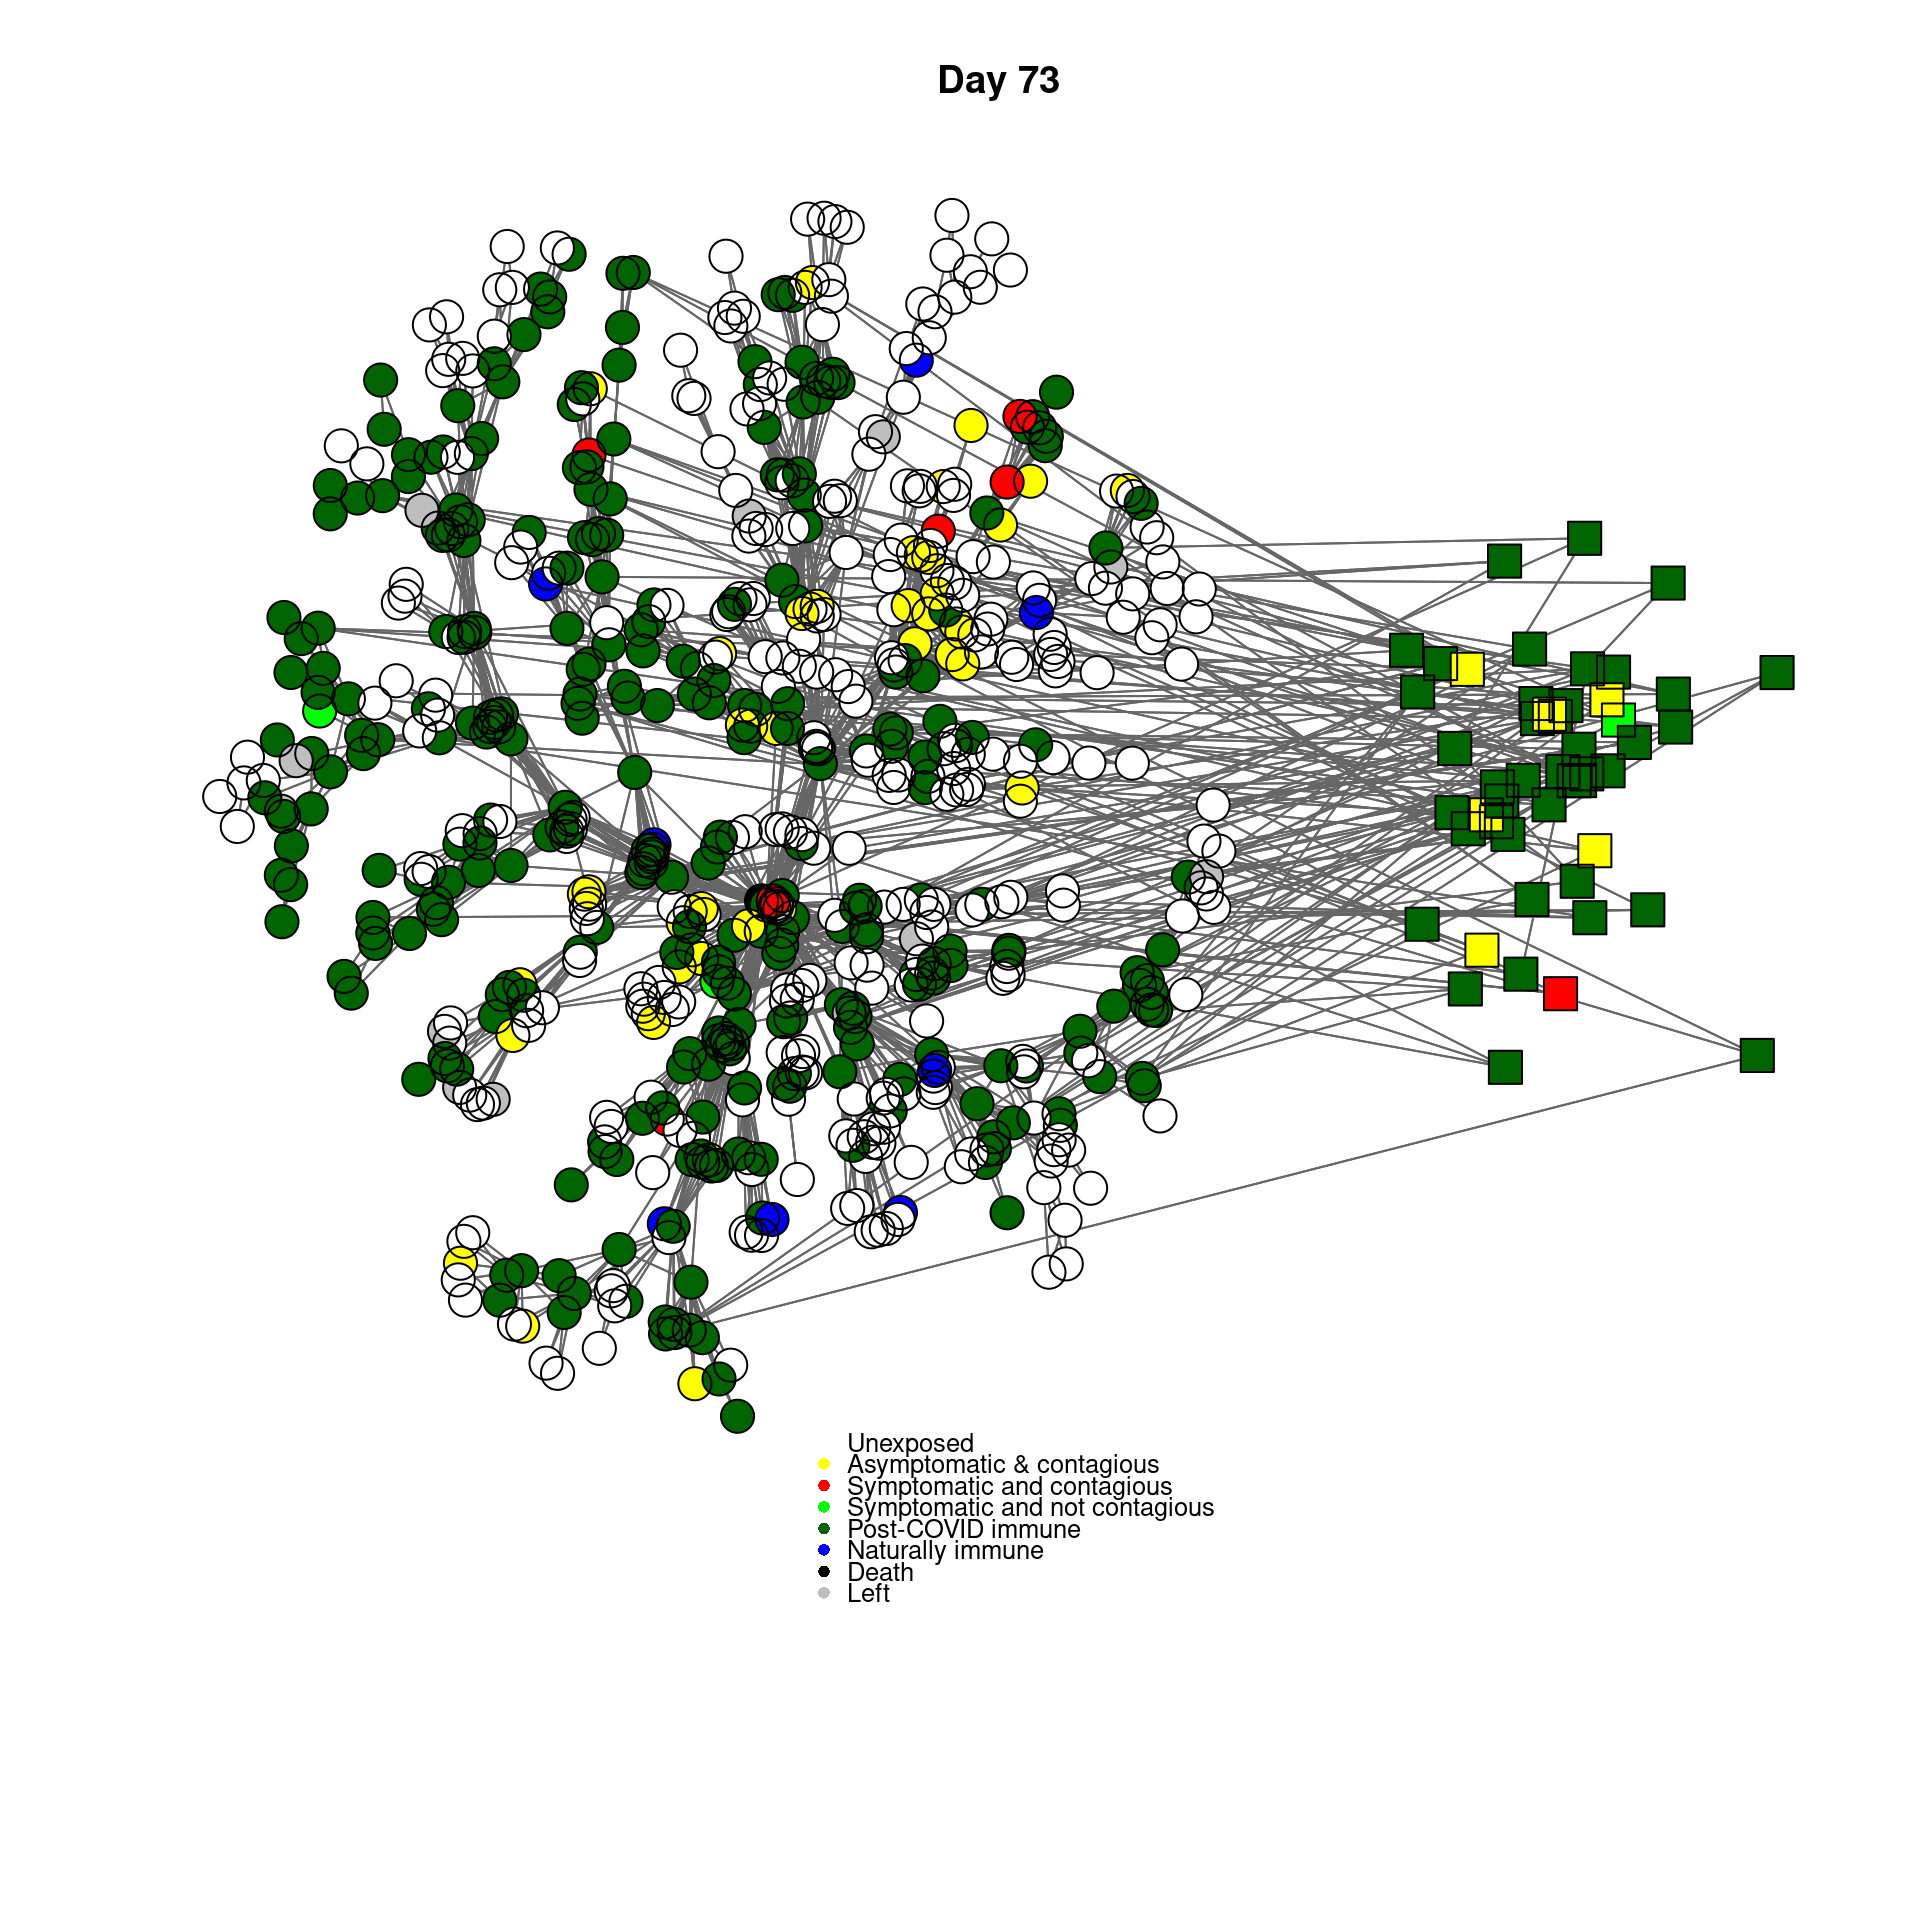 Day 73
Unexposed
Asymptomatic & contagious
Symptomatic and contagious
Symptomatic and not contagious
Post-COVID immune
Naturally immune
Death
Left